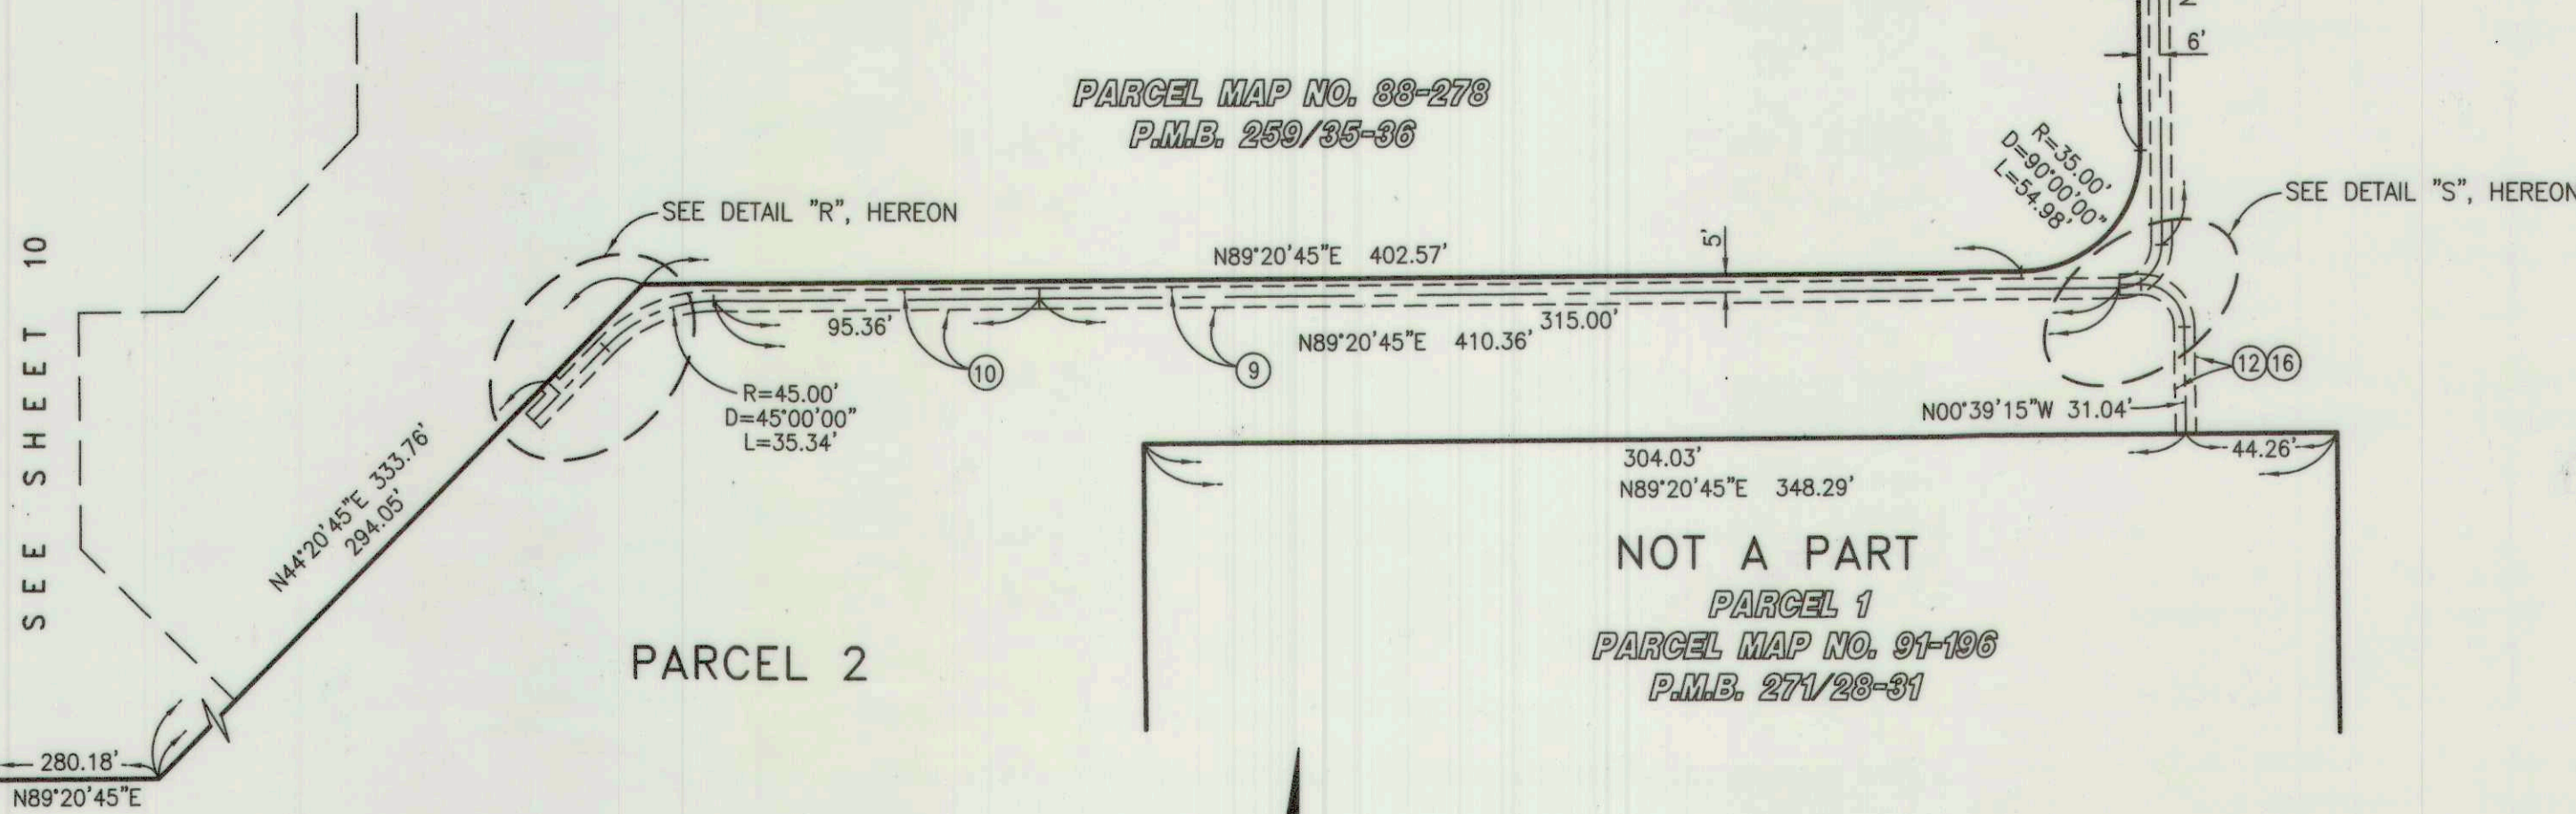 6'
PARCEL MAP NO. 88-278
P.M.B. 259/35-36
R=35.00'
D=90°00'00"
L=54.98'
SEE DETAIL "R", HEREON
SEE DETAIL "S", HEREON
SEE SHEET 10
N89°20'45"E 402.57'
5'
95.36'
315.00'
N89°20'45"E 410.36'
10
9
12 16
R=45.00'
D=45°00'00"
L=35.34'
N00°39'15"W 31.04'
44.26'
304.03'
N89°20'45"E 348.29'
N44°20'45"E 333.76'
294.05'
NOT A PART
PARCEL 1
PARCEL MAP NO. 91-196
P.M.B. 271/28-31
PARCEL 2
280.18'
N89°20'45"E